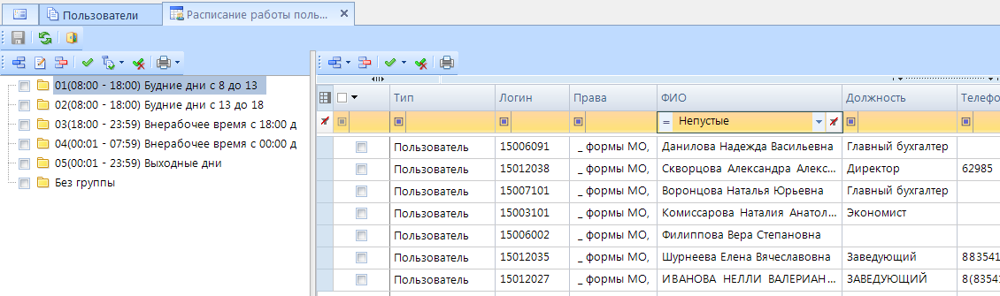 Пользователи
Расписание работы поль...
01(08:00 - 18:00) Будние дни с 8 до 13
02(08:00 - 18:00) Будние дни с 13 до 18
03(18:00 - 23:59) Внерабочее время с 18:00 д
04(00:01 - 07:59) Внерабочее время с 00:00 д
05(00:01 - 23:59) Выходные дни
Без группы
Тип Логин Права ФИО Должность Телефо
= Непустые
Пользователь 15006091 _ формы МО, Данилова Надежда Васильевна Главный бухгалтер
Пользователь 15012038 _ формы МО, Скворцова Александра Алекс... Директор 62985
Пользователь 15007101 _ формы МО, Воронцова Наталья Юрьевна Главный бухгалтер
Пользователь 15003101 _ формы МО, Комиссарова Наталия Анатол... Экономист
Пользователь 15006002 _ формы МО, Филиппова Вера Степановна
Пользователь 15012035 _ формы МО, Шурнеева Елена Вячеславовна Заведующий 883541
Пользователь 15012027 _ формы МО, ИВАНОВА НЕЛЛИ ВАЛЕРИАН... ЗАВЕДУЮЩИЙ 8(83541